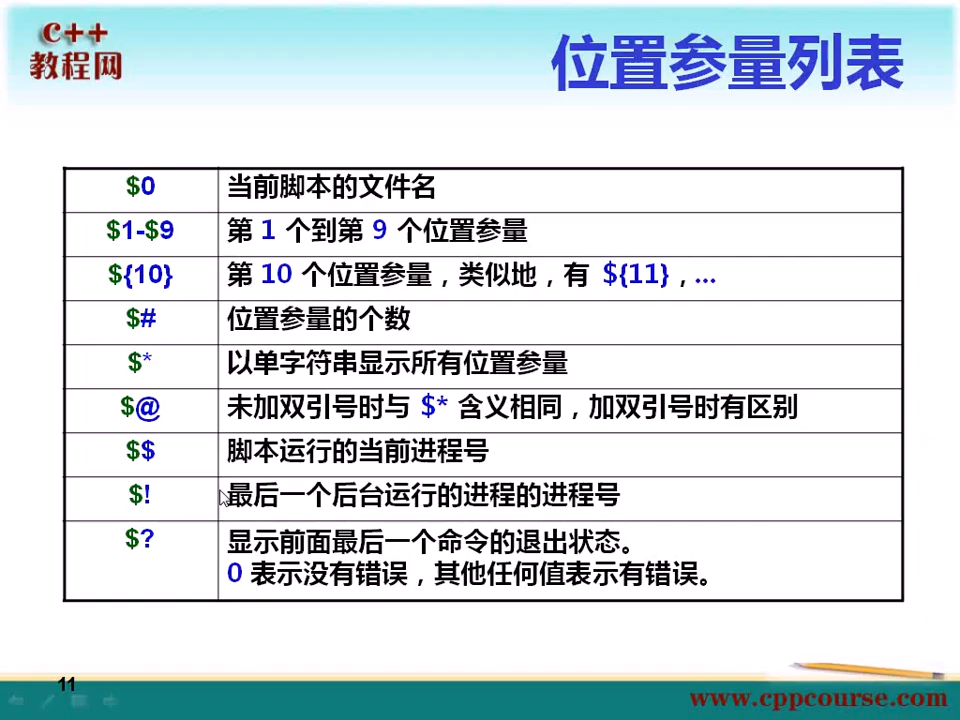 c++
教程网
位置参量列表
$0 当前脚本的文件名
$1-$9 第 1 个到第 9 个位置参量
${10} 第 10 个位置参量，类似地，有 ${11}，...
$# 位置参量的个数
$* 以单字符串显示所有位置参量
$@ 未加双引号时与 $* 含义相同，加双引号时有区别
$$ 脚本运行的当前进程号
$! 最后一个后台运行的进程的进程号
$? 显示前面最后一个命令的退出状态。
0 表示没有错误，其他任何值表示有错误。
11
www.cppcourse.com